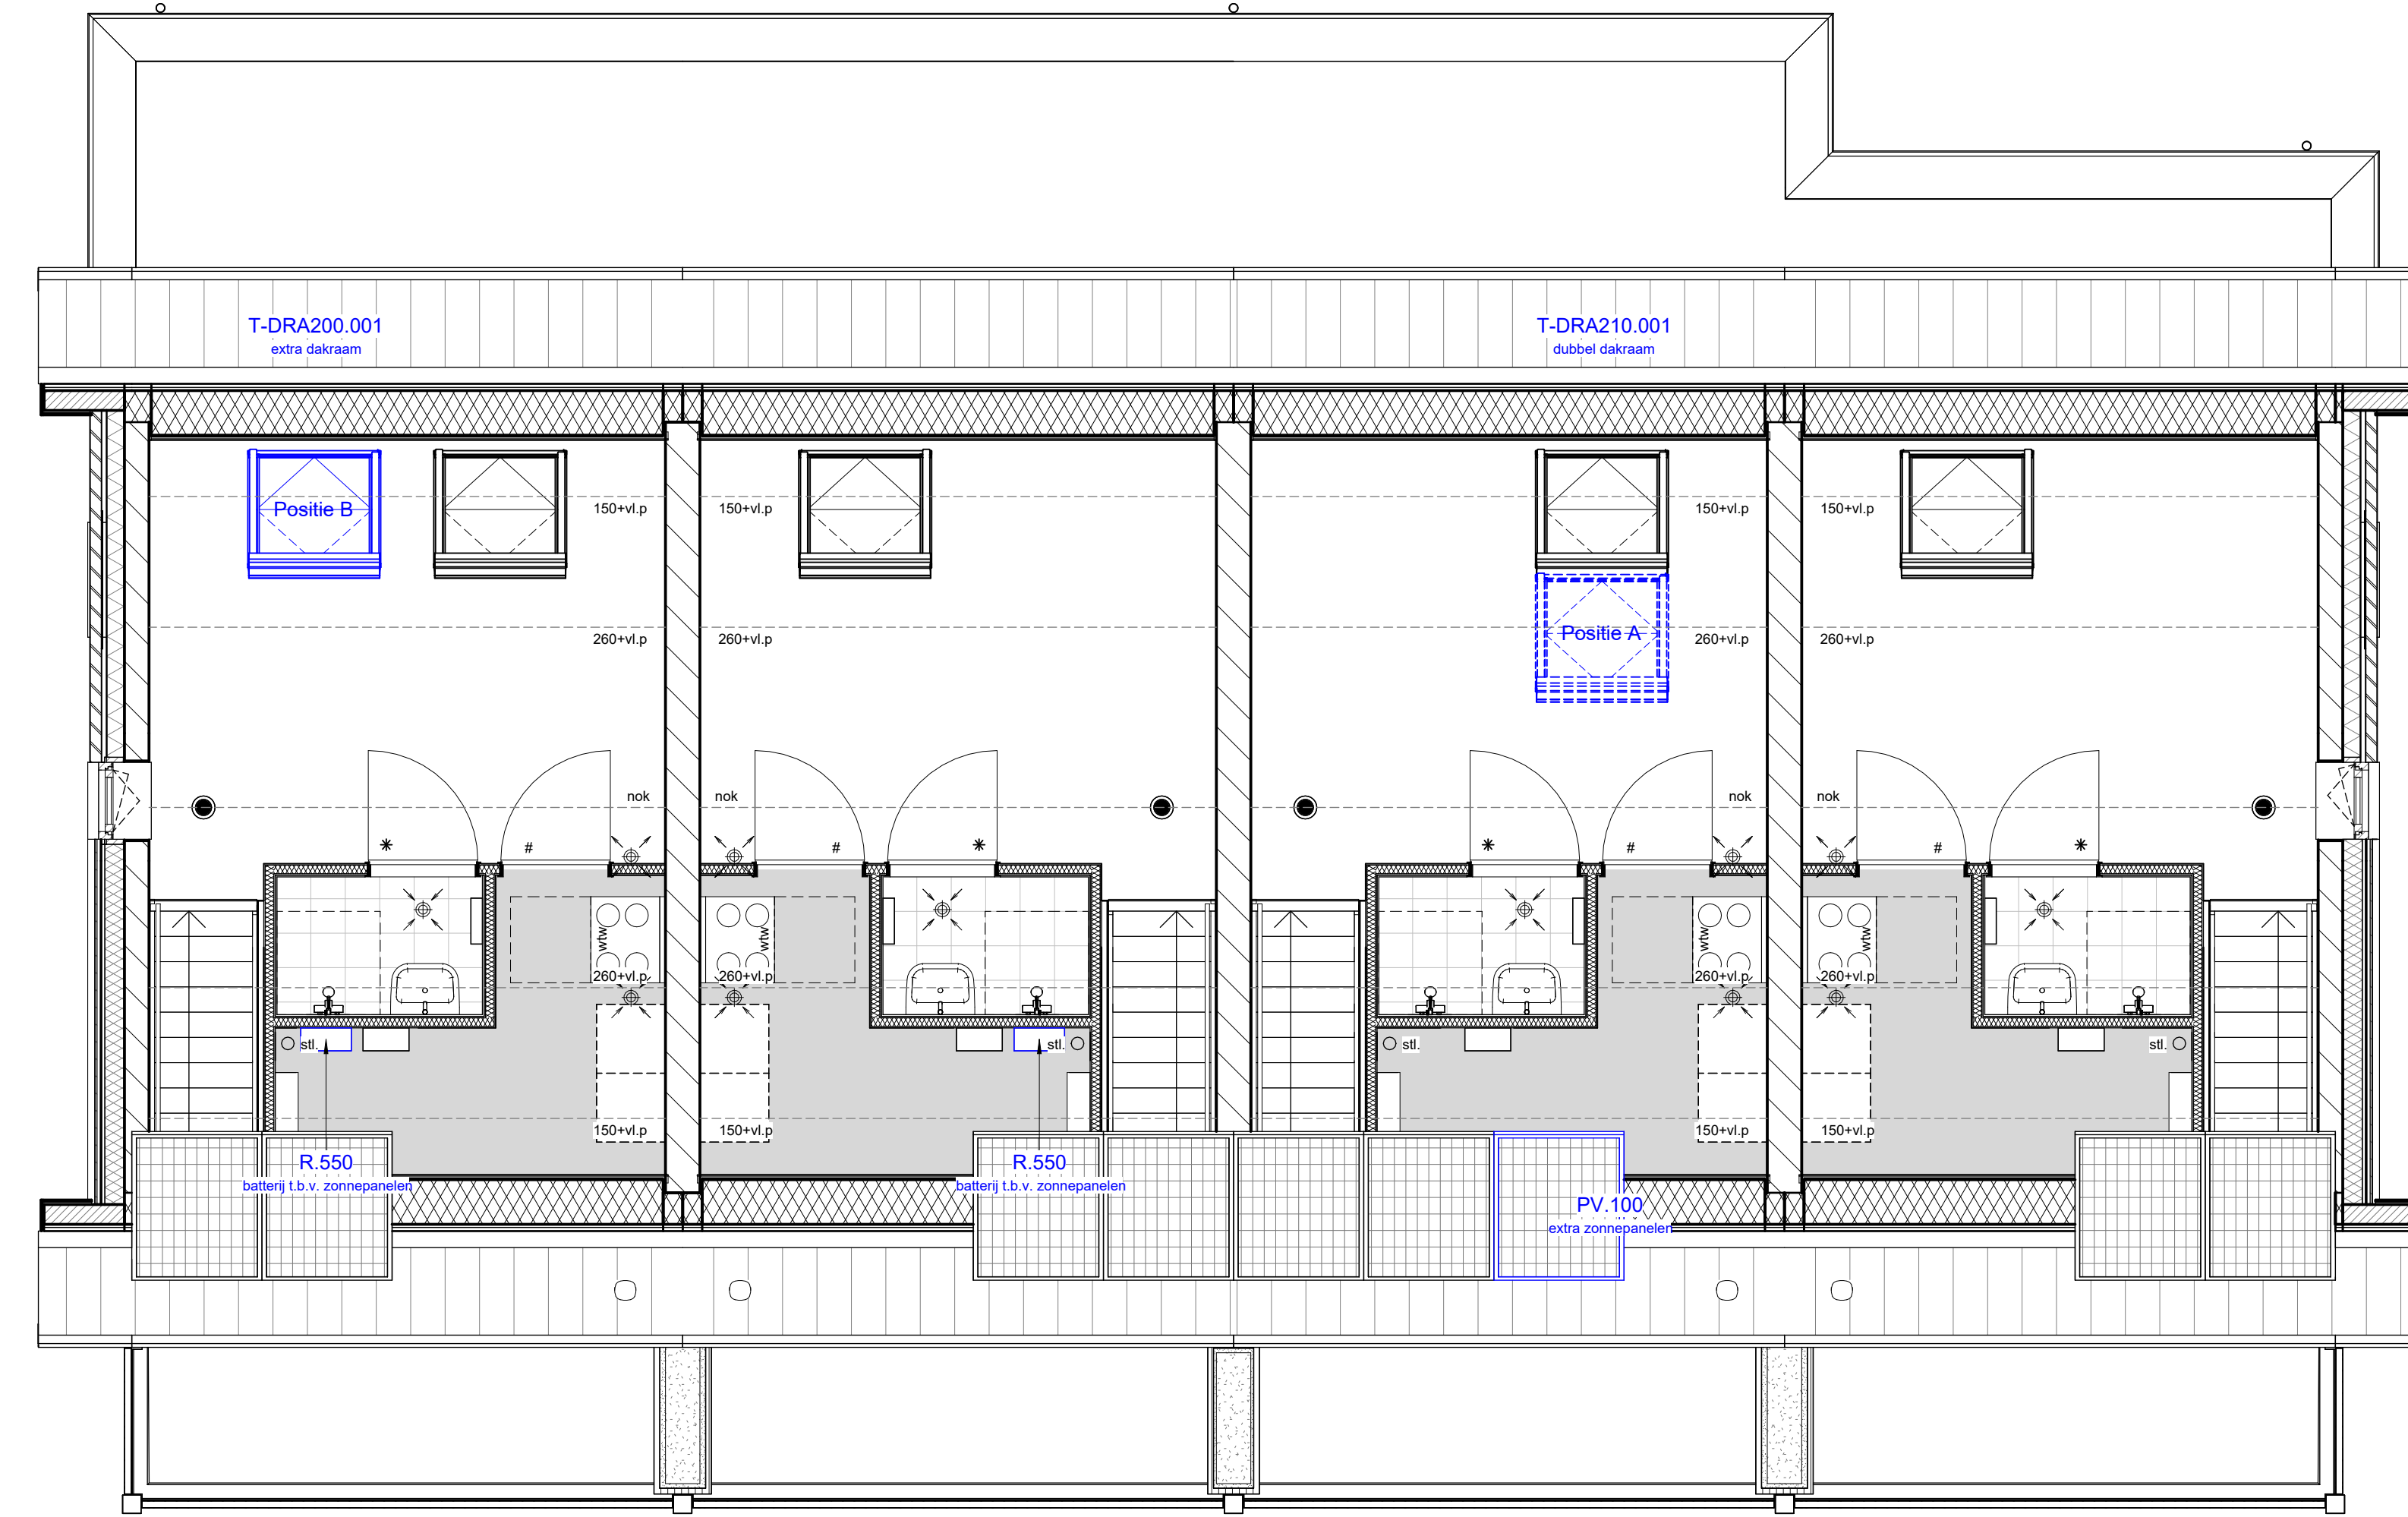 T-DRA200.001
extra dakraam
T-DRA210.001
dubbel dakraam
Positie B
150+vl.p
150+vl.p
150+vl.p
150+vl.p
260+vl.p
260+vl.p
Positie A
260+vl.p
260+vl.p
nok
nok
nok
nok
*
#
#
*
*
#
#
*
wtw
wtw
wtw
wtw
260+vl.p
260+vl.p
260+vl.p
260+vl.p
stl.
stl.
stl.
stl.
150+vl.p
150+vl.p
150+vl.p
150+vl.p
R.550
batterij t.b.v. zonnepanelen
R.550
batterij t.b.v. zonnepanelen
PV.100
extra zonnepanelen